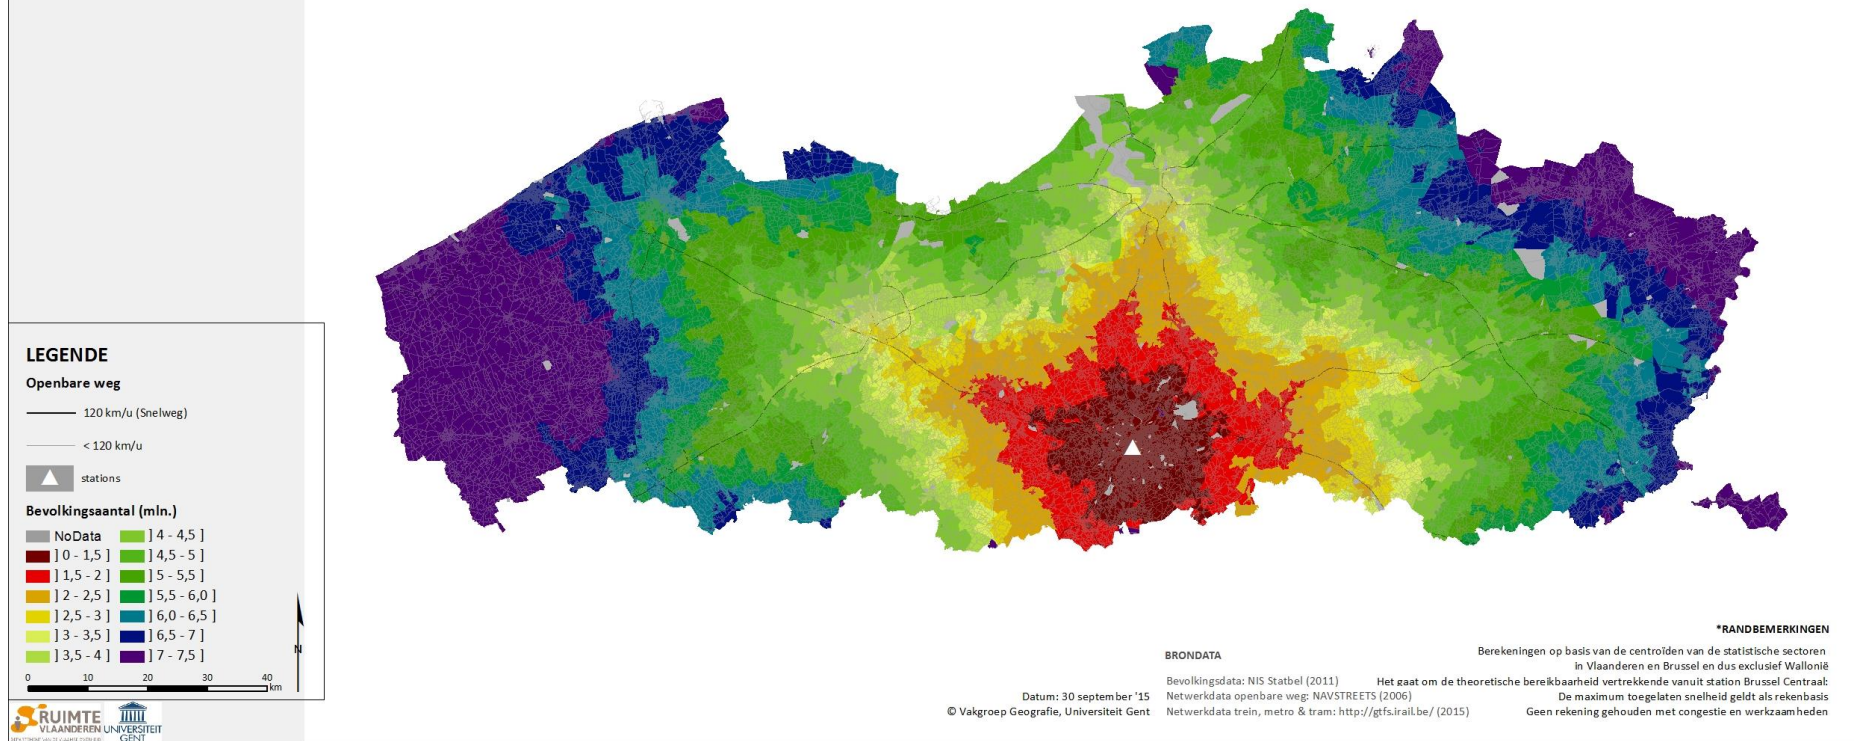 LEGENDE
Openbare weg
120 km/u (Snelweg)
< 120 km/u
stations
Bevolkingsaantal (mln.)
NoData
] 0 - 1,5 ]
] 1,5 - 2 ]
] 2 - 2,5 ]
] 2,5 - 3 ]
] 3 - 3,5 ]
] 3,5 - 4 ]
] 4 - 4,5 ]
] 4,5 - 5 ]
] 5 - 5,5 ]
] 5,5 - 6,0 ]
] 6,0 - 6,5 ]
] 6,5 - 7 ]
] 7 - 7,5 ]
N
0 10 20 30 40
km
RUIMTE
VLAANDEREN
UNIVERSITEIT
GENT
Datum: 30 september '15
© Vakgroep Geografie, Universiteit Gent
BRONDATA
Bevolkingsdata: NIS Statbel (2011)
Netwerkdata openbare weg: NAVSTREETS (2006)
Netwerkdata trein, metro & tram: http://gtfs.irail.be/ (2015)
*RANDBEMERKINGEN
Berekeningen op basis van de centroïden van de statistische sectoren
in Vlaanderen en Brussel en dus exclusief Wallonië
Het gaat om de theoretische bereikbaarheid vertrekkende vanuit station Brussel Centraal:
De maximum toegelaten snelheid geldt als rekenbasis
Geen rekening gehouden met congestie en werkzaamheden